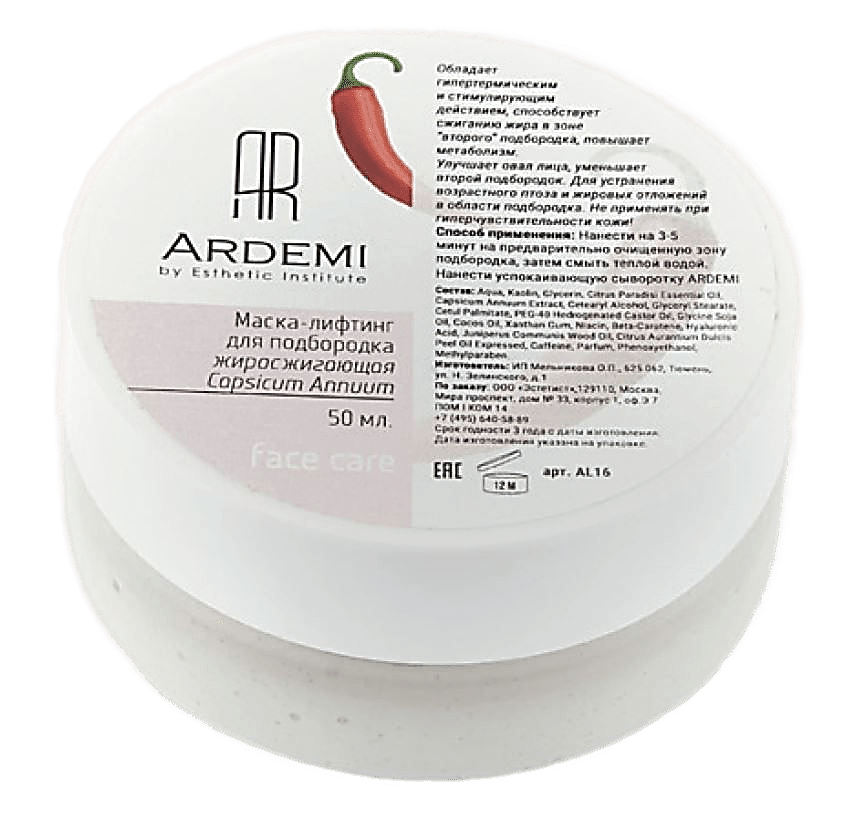 AR
ARDEMI
by Esthetic Institute
Маска-лифтинг
для подбородка
жиросжигающая
Capsicum Annuum
50 мл.
face care
Обладает
гипертермическим
и стимулирующим
действием, способствует
сжиганию жира в зоне
"второго" подбородка, повышает
метаболизм.
Улучшает овал лица, уменьшает
второй подбородок. Для устранения
возрастного птоза и жировых отложений
в области подбородка. Не применять при
гиперчувствительности кожи!
Способ применения: Нанести на 3-5
минут на предварительно очищенную зону
подбородка, затем смыть теплой водой.
Нанести успокаивающую сыворотку ARDEMI
Состав: Aqua, Kaolin, Glycerin, Citrus Paradisi Essential Oil,
Capsicum Annuum Extract, Cetearyl Alcohol, Glyceryl Stearate,
Cetul Palmitate, PEG-40 Hedrogenated Castor Oil, Glycine Soja
Oil, Cocos Oil, Xanthan Gum, Niacin, Beta-Carotene, Hyaluronic
Acid, Juniperus Communis Wood Oil, Citrus Aurantium Dulcis
Peel Oil Expressed, Caffeine, Parfum, Phenoxyethanol,
Methylparaben.
Изготовитель: ИП Мельникова О.П., 625 062, Тюмень,
ул. Н. Зелинского, д.1
По заказу: ООО «Эстетист»,129110, Москва.
Мира проспект, дом № 33, корпус 1, оф.Э 7
ПОМ I КОМ 14
+7 (495) 640-58-89
Срок годности 3 года с даты изготовления.
Дата изготовления указана на упаковке.
EAC 12 M арт. AL16